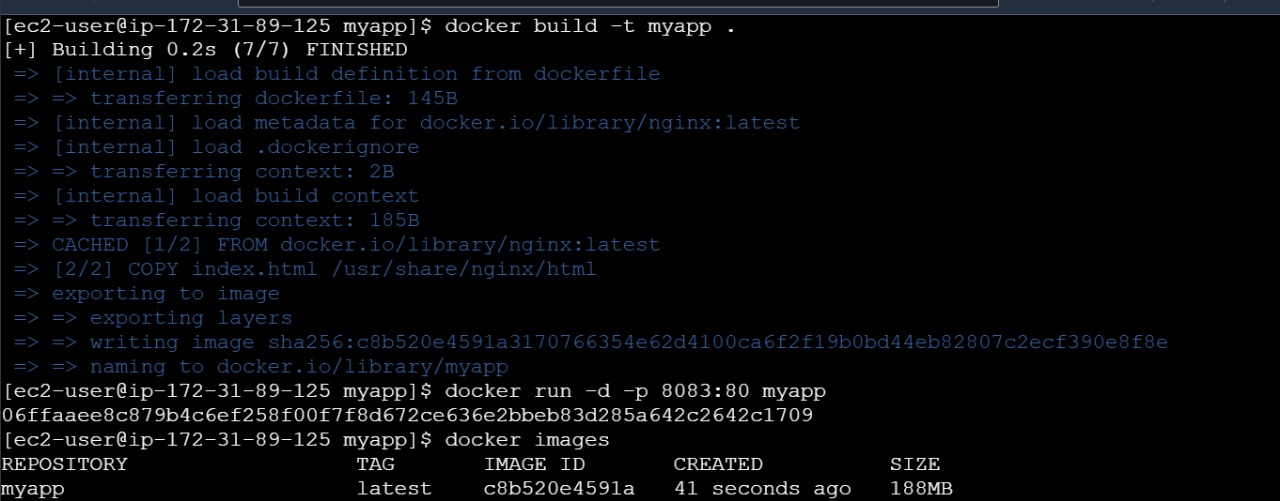 [ec2-user@ip-172-31-89-125 myapp]$ docker build -t myapp .
[+] Building 0.2s (7/7) FINISHED
=> [internal] load build definition from dockerfile
=> => transferring dockerfile: 145B
=> [internal] load metadata for docker.io/library/nginx:latest
=> [internal] load .dockerignore
=> => transferring context: 2B
=> [internal] load build context
=> => transferring context: 185B
=> CACHED [1/2] FROM docker.io/library/nginx:latest
=> [2/2] COPY index.html /usr/share/nginx/html
=> exporting to image
=> => exporting layers
=> => writing image sha256:c8b520e4591a3170766354e62d4100ca6f2f19b0bd44eb82807c2ecf390e8f8e
=> => naming to docker.io/library/myapp
[ec2-user@ip-172-31-89-125 myapp]$ docker run -d -p 8083:80 myapp
06ffaaee8c879b4c6ef258f00f7f8d672ce636e2bbeb83d285a642c2642c1709
[ec2-user@ip-172-31-89-125 myapp]$ docker images
REPOSITORY TAG IMAGE ID CREATED SIZE
myapp latest c8b520e4591a 41 seconds ago 188MB